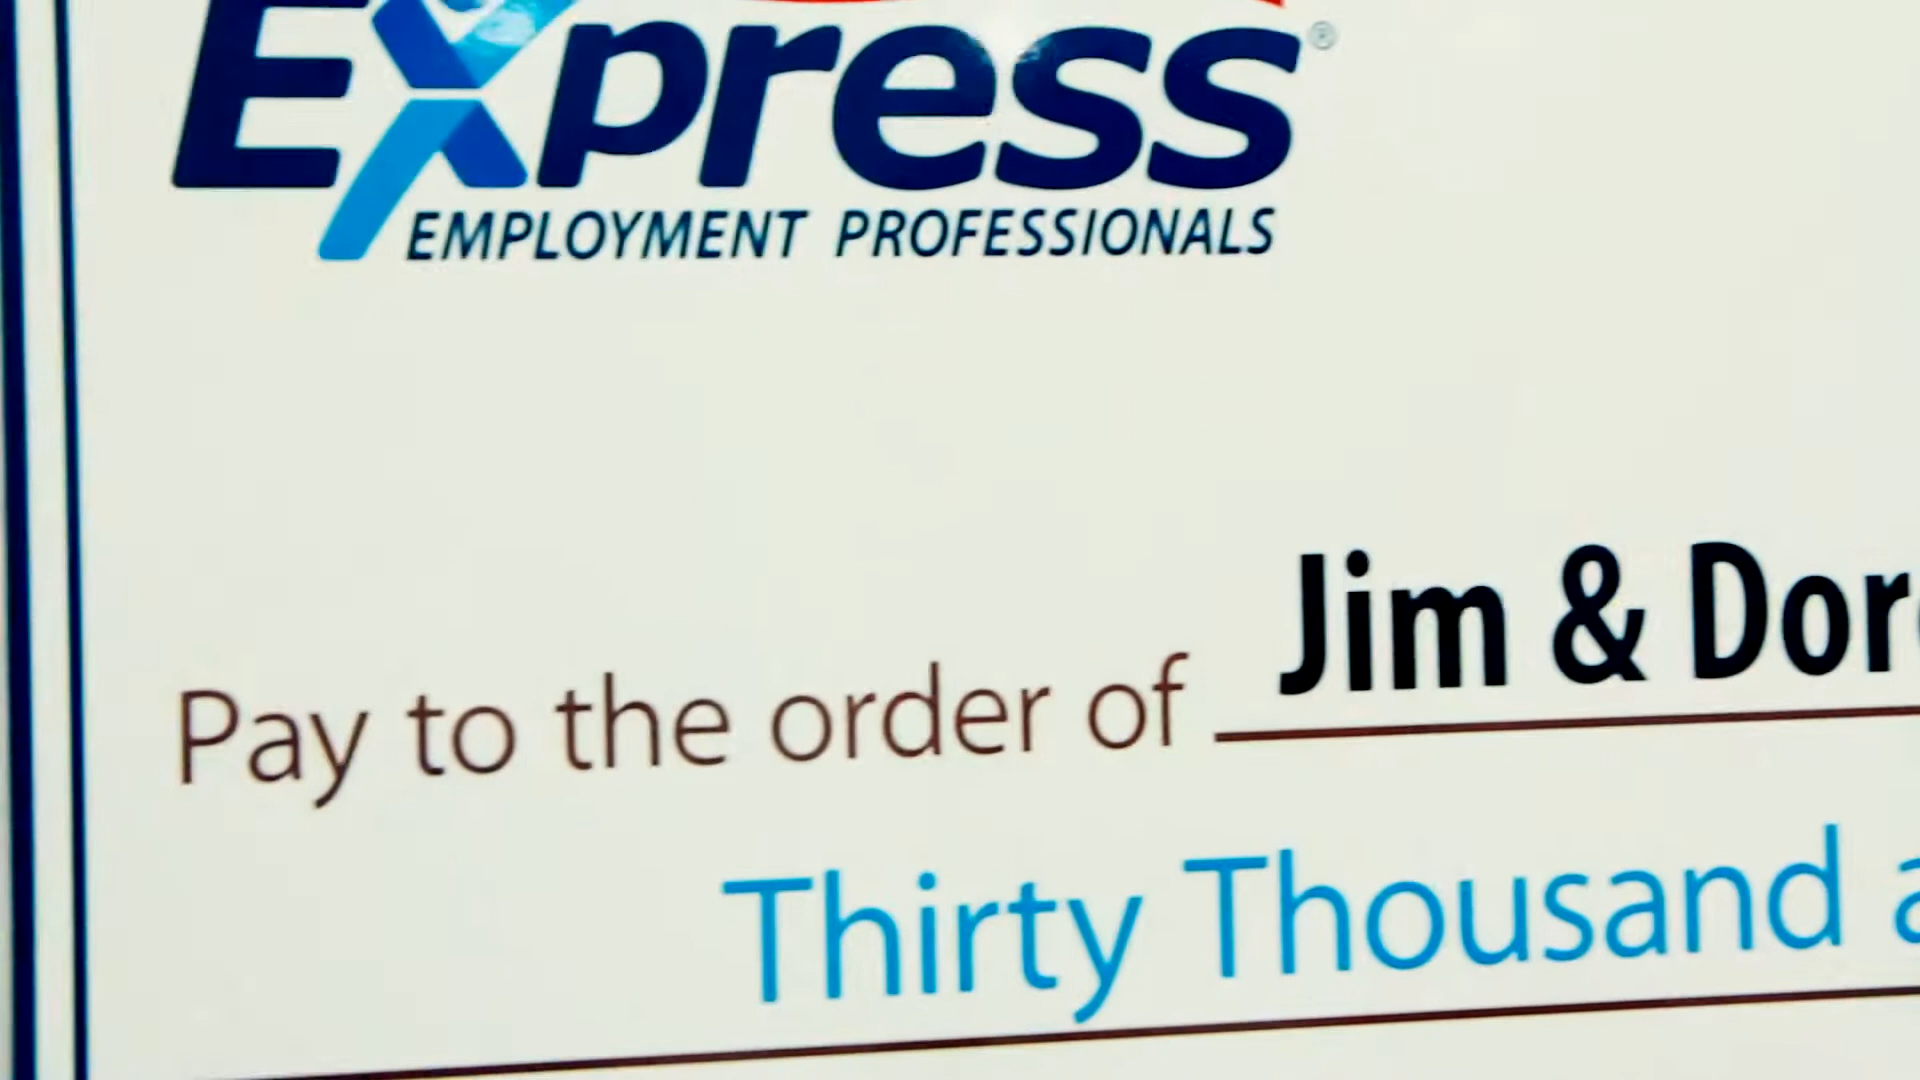 Express®
EMPLOYMENT PROFESSIONALS
Jim & Dor
Pay to the order of
Thirty Thousand